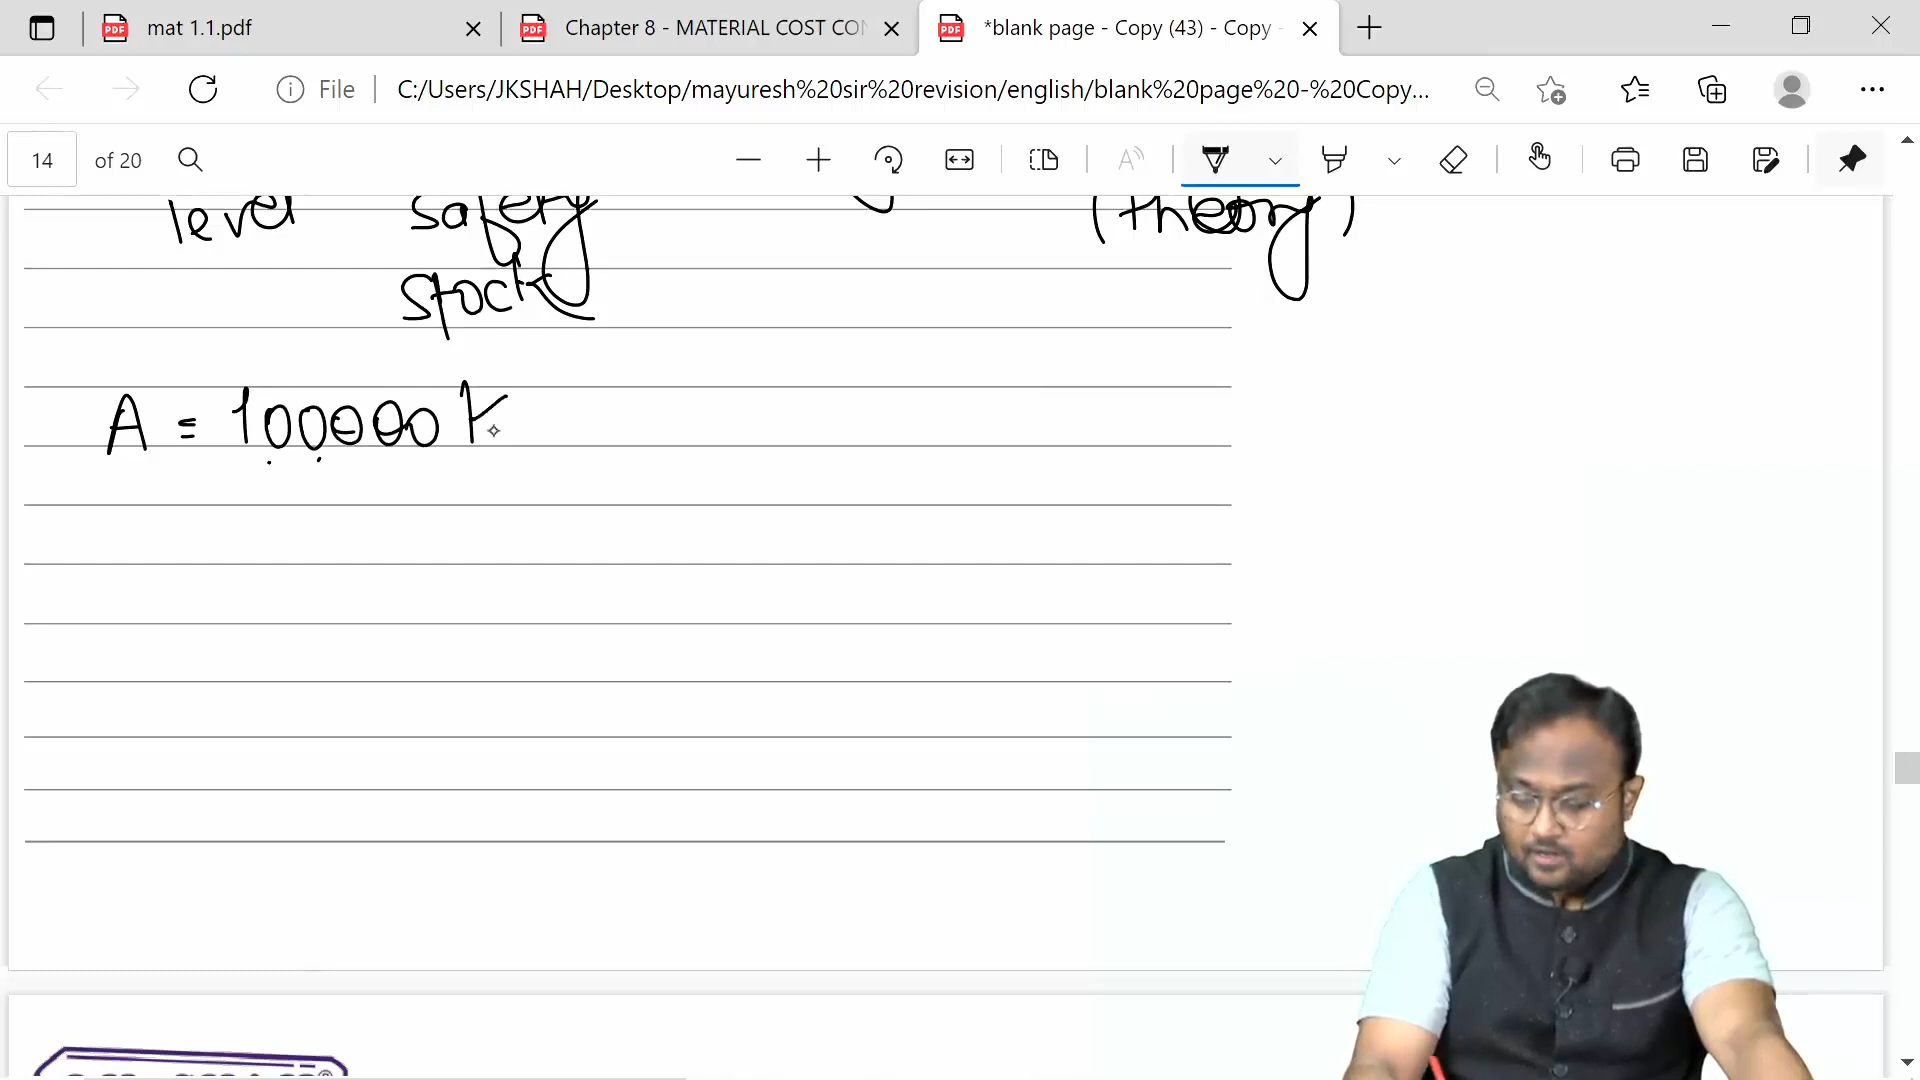 mat 1.1.pdf
Chapter 8 - MATERIAL COST CON
*blank page - Copy (43) - Copy -
File
C:/Users/JKSHAH/Desktop/mayuresh%20sir%20revision/english/blank%20page%20-%20Copy...
14 of 20
level safety (theory)
stock
A = 100000 k